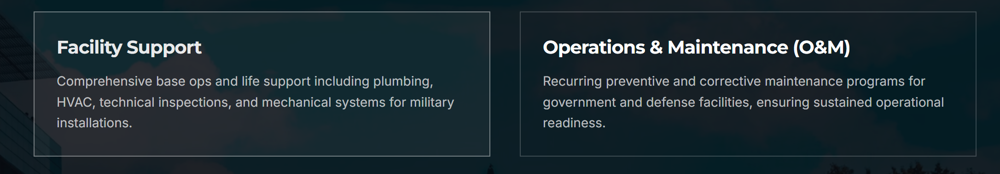 Facility Support
Comprehensive base ops and life support including plumbing,
HVAC, technical inspections, and mechanical systems for military
installations.
Operations & Maintenance (O&M)
Recurring preventive and corrective maintenance programs for
government and defense facilities, ensuring sustained operational
readiness.